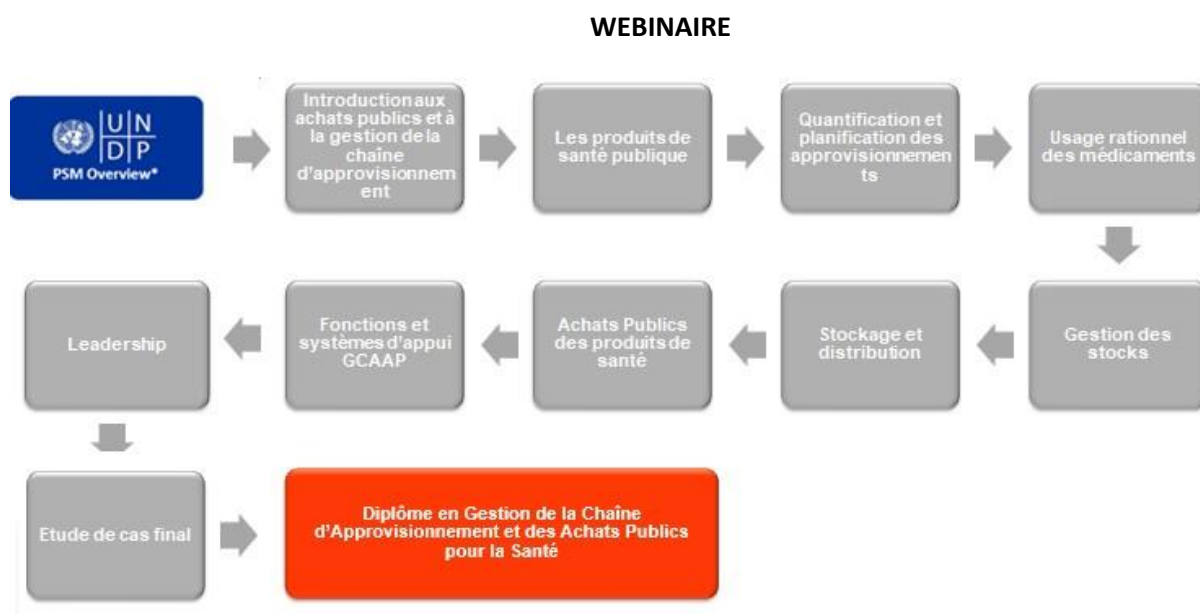 WEBINAIRE
U N
D P
PSM Overview*
Introduction aux
achats publics et à
la gestion de la
chaîne
d'approvisionnem
ent
Les produits de
santé publique
Quantification et
planification des
approvisionnemen
ts
Usage rationnel
des médicaments
Gestion des
stocks
Stockage et
distribution
Achats Publics
des produits de
santé
Fonctions et
systèmes d'appui
GCAAP
Leadership
Etude de cas final
Diplôme en Gestion de la Chaîne
d'Approvisionnement et des Achats Publics
pour la Santé